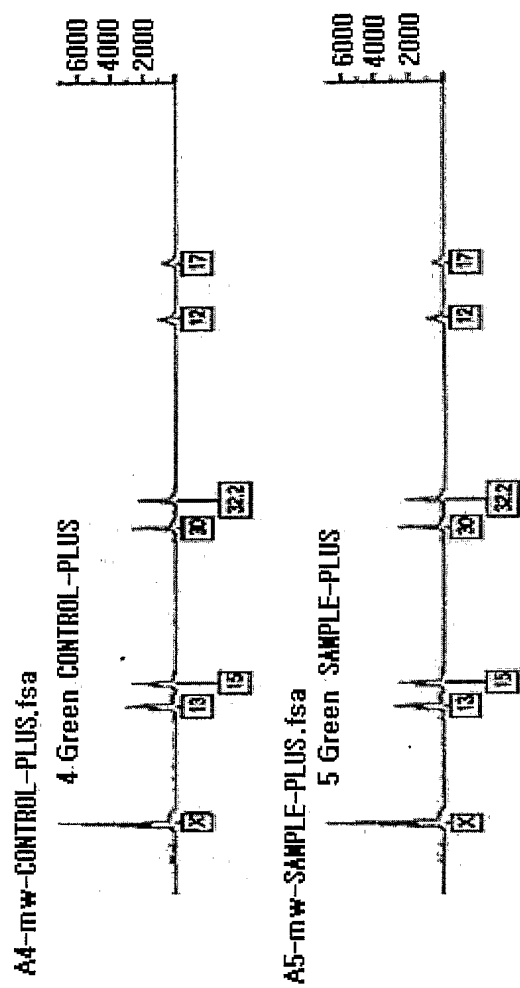 A4-mw-CONTROL-PLUS.fsa
4 Green CONTROL-PLUS
6000
4000
2000
X 13 30 12 17
15 32.2
A5-mw-SAMPLE-PLUS.fsa
5 Green SAMPLE-PLUS
6000
4000
2000
X 13 30 12 17
15 32.2